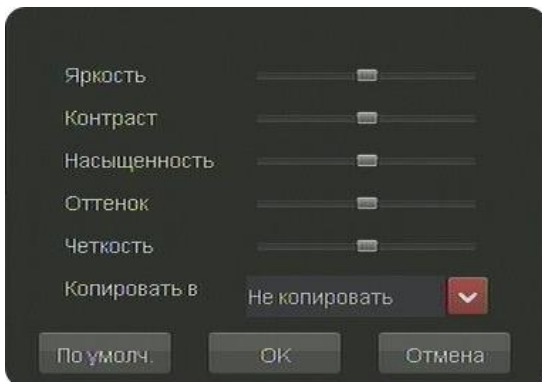 Яркость
Контраст
Насыщенность
Оттенок
Четкость
Копировать в Не копировать
По умолч. OK Отмена